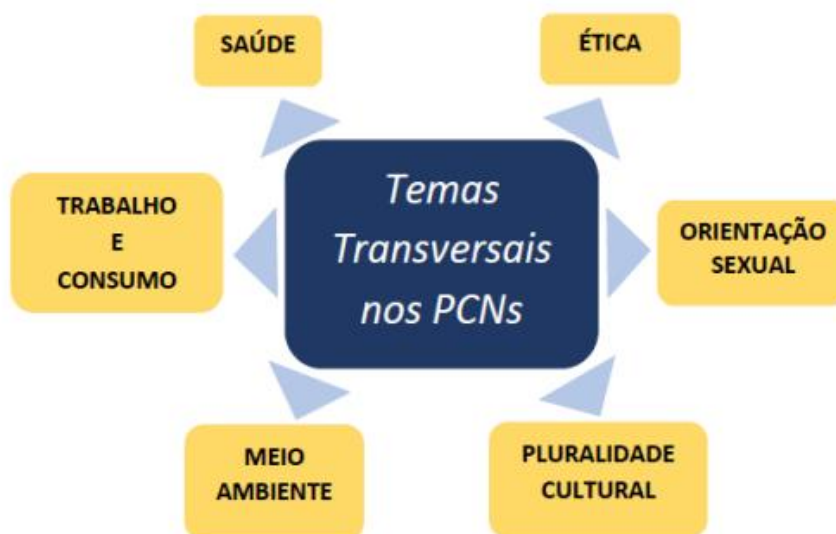 SAÚDE
ÉTICA
Temas
Transversais
nos PCNs
TRABALHO
E
CONSUMO
ORIENTAÇÃO
SEXUAL
MEIO
AMBIENTE
PLURALIDADE
CULTURAL